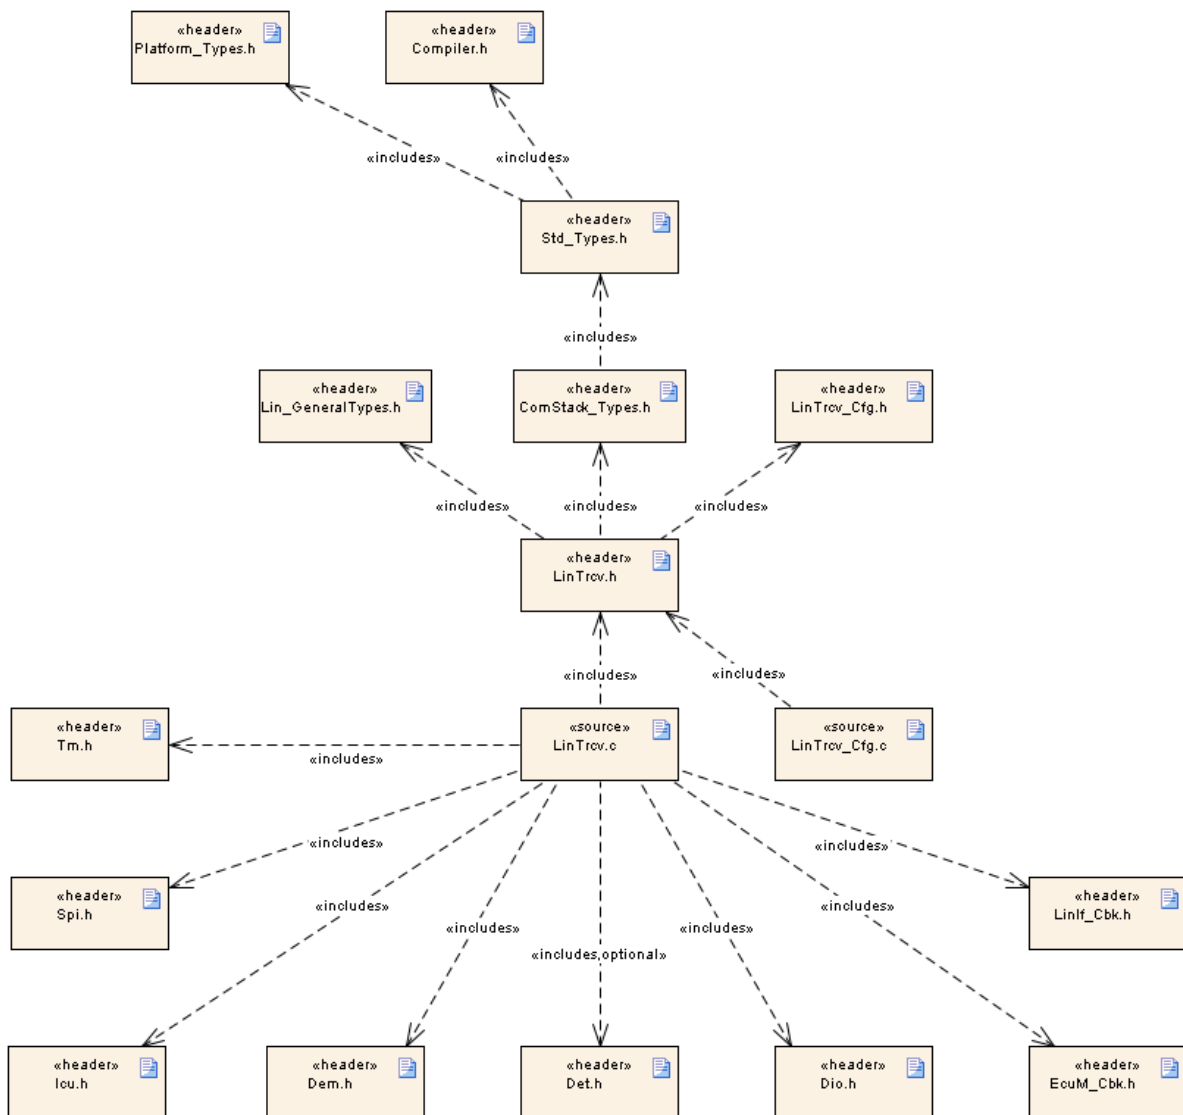 «header»
Platform_Types.h
«header»
Compiler.h
«includes»
«includes»
«header»
Std_Types.h
«includes»
«header»
Lin_GeneralTypes.h
«header»
ComStack_Types.h
«header»
LinTrcv_Cfg.h
«includes»
«includes»
«includes»
«header»
LinTrcv.h
«includes»
«includes»
«header»
Tm.h
«source»
LinTrcv.c
«source»
LinTrcv_Cfg.c
«includes»
«includes»
«includes»
«header»
Spi.h
«header»
LinIf_Cbk.h
«includes»
«includes»
«includes»
«includes»
«includes,optional»
«header»
Icu.h
«header»
Dem.h
«header»
Det.h
«header»
Dio.h
«header»
EcuM_Cbk.h